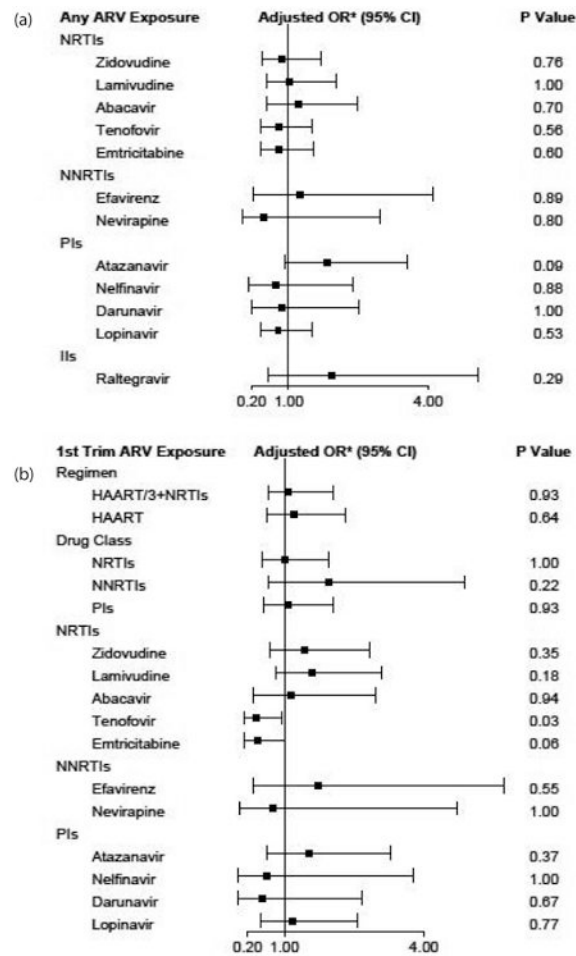 (a)
Any ARV Exposure Adjusted OR* (95% CI) P Value
NRTIs
Zidovudine 0.76
Lamivudine 1.00
Abacavir 0.70
Tenofovir 0.56
Emtricitabine 0.60
NNRTIs
Efavirenz 0.89
Nevirapine 0.80
PIs
Atazanavir 0.09
Nelfinavir 0.88
Darunavir 1.00
Lopinavir 0.53
IIs
Raltegravir 0.29
0.20 1.00 4.00
(b)
1st Trim ARV Exposure Adjusted OR* (95% CI) P Value
Regimen
HAART/3+NRTIs 0.93
HAART 0.64
Drug Class
NRTIs 1.00
NNRTIs 0.22
PIs 0.93
NRTIs
Zidovudine 0.35
Lamivudine 0.18
Abacavir 0.94
Tenofovir 0.03
Emtricitabine 0.06
NNRTIs
Efavirenz 0.55
Nevirapine 1.00
PIs
Atazanavir 0.37
Nelfinavir 1.00
Darunavir 0.67
Lopinavir 0.77
0.20 1.00 4.00